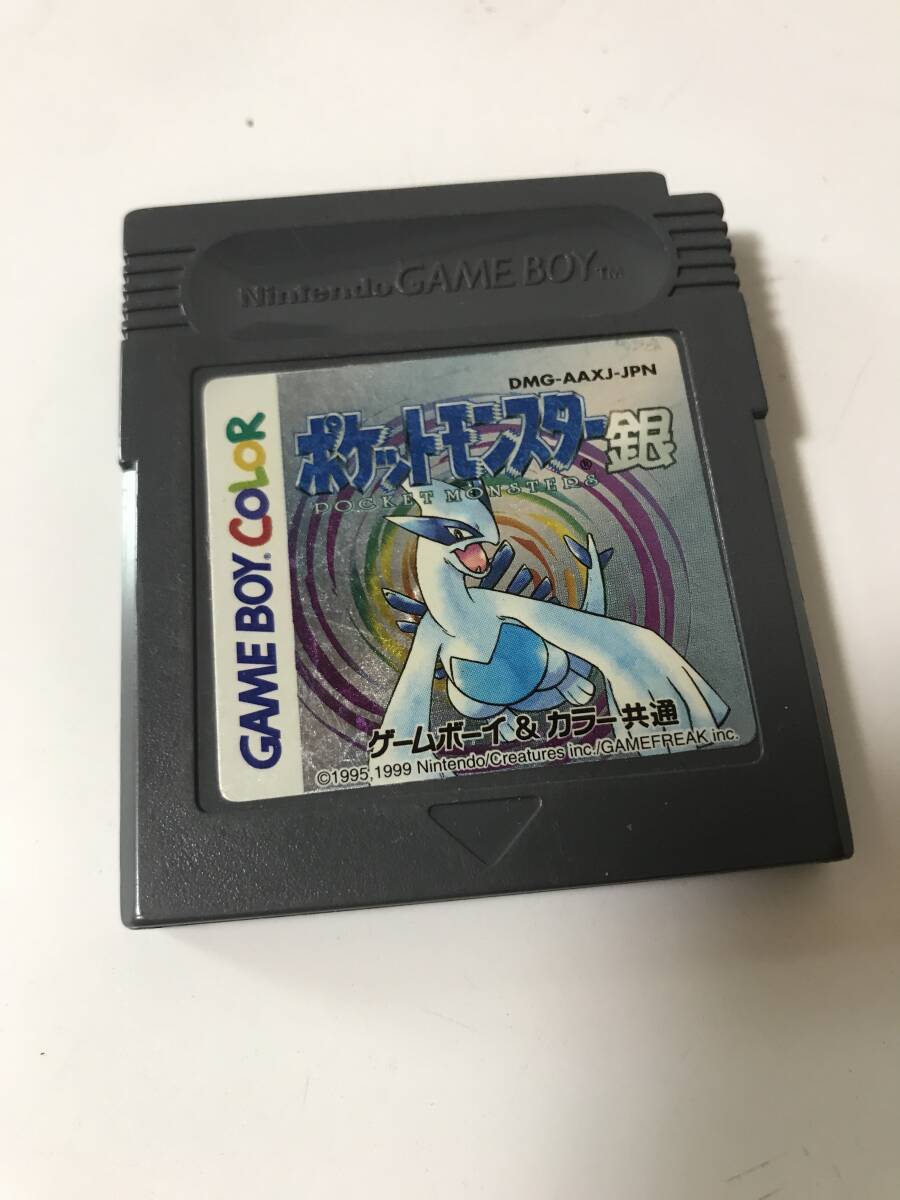 Nintendo GAME BOY™
DMG-AAXJ-JPN
GAME BOY COLOR
ポケットモンスター®銀
POCKET MONSTERS
ゲームボーイ & カラー共通
©1995,1999 Nintendo/Creatures inc./GAMEFREAK inc.